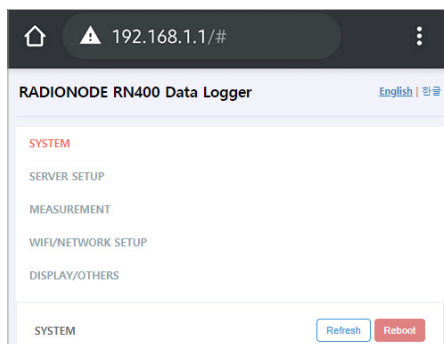 192.168.1.1/#
RADIONODE RN400 Data Logger English | 한글
SYSTEM
SERVER SETUP
MEASUREMENT
WIFI/NETWORK SETUP
DISPLAY/OTHERS
SYSTEM Refresh Reboot